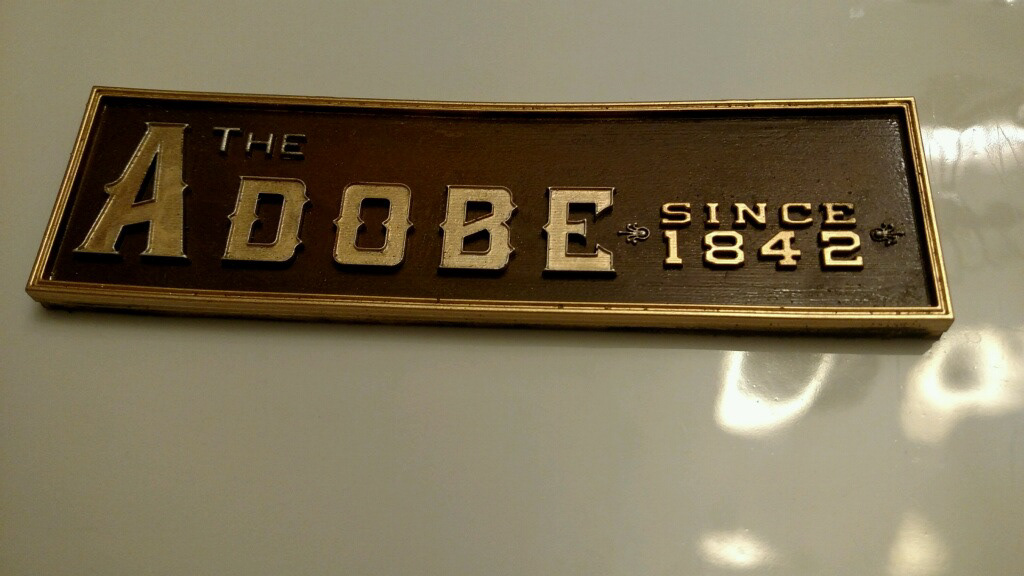 THE
ADOBE
SINCE
1842